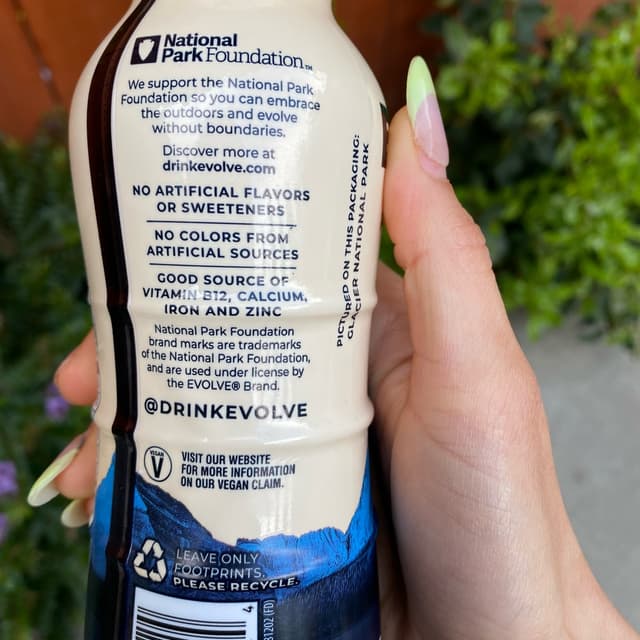 National
Park Foundation™
We support the National Park
Foundation so you can embrace
the outdoors and evolve
without boundaries.
Discover more at
drinkevolve.com
NO ARTIFICIAL FLAVORS
OR SWEETENERS
NO COLORS FROM
ARTIFICIAL SOURCES
GOOD SOURCE OF
VITAMIN B12, CALCIUM,
IRON AND ZINC
National Park Foundation
brand marks are trademarks
of the National Park Foundation,
and are used under license by
the EVOLVE® Brand.
@DRINKEVOLVE
VEGAN
V
VISIT OUR WEBSITE
FOR MORE INFORMATION
ON OUR VEGAN CLAIM.
LEAVE ONLY
FOOTPRINTS.
PLEASE RECYCLE.
4
PICTURED ON THIS PACKAGING:
GLACIER NATIONAL PARK